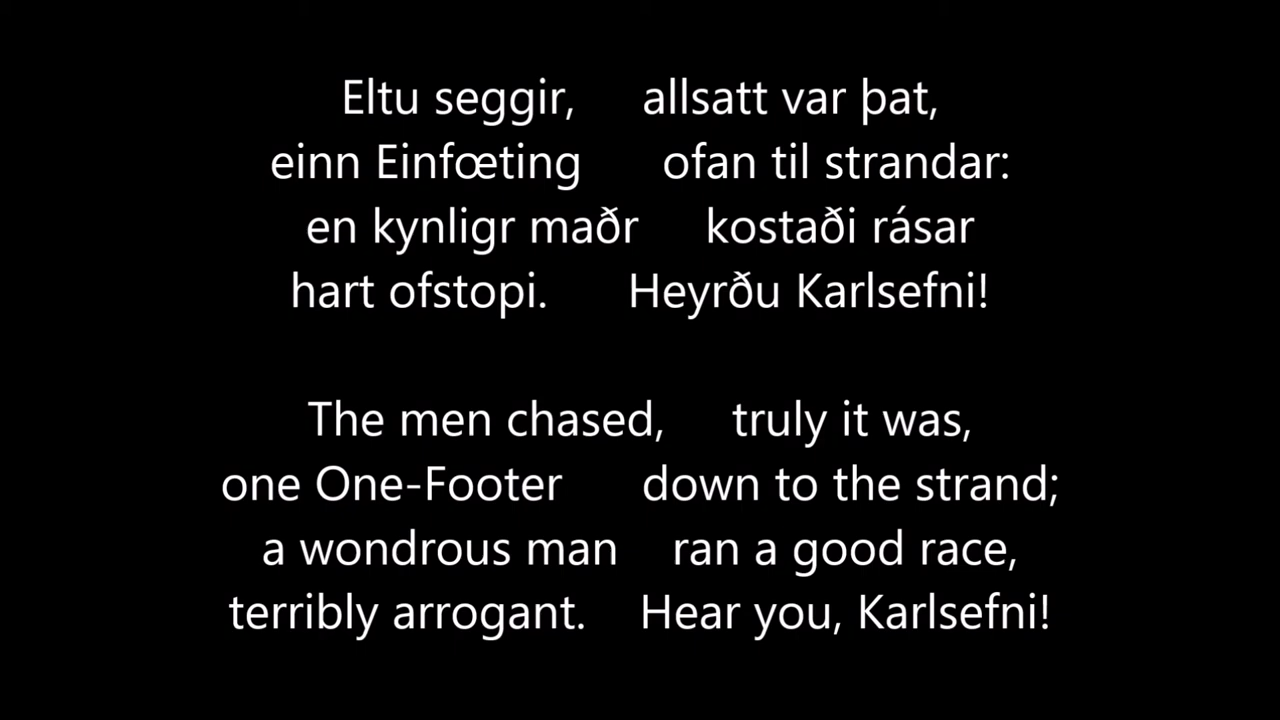 Eltu seggir, allsatt var þat,
einn Einfœting ofan til strandar:
en kynligr maðr kostaði rásar
hart ofstopi. Heyrðu Karlsefni!
The men chased, truly it was,
one One-Footer down to the strand;
a wondrous man ran a good race,
terribly arrogant. Hear you, Karlsefni!